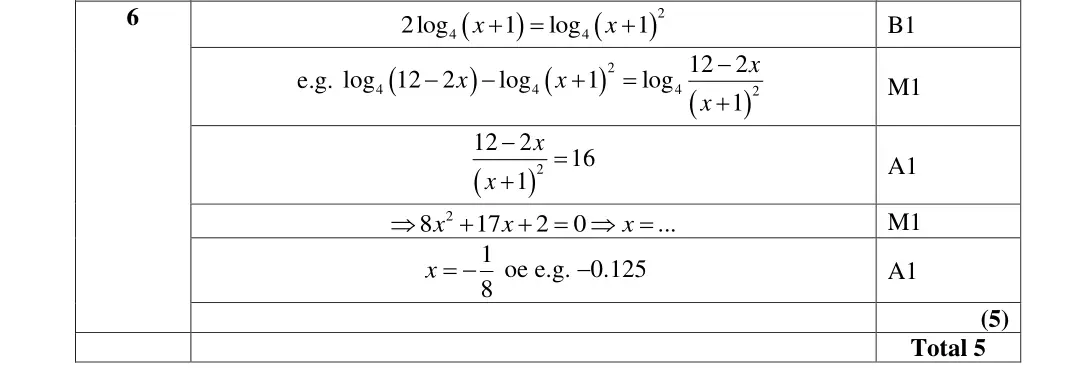 6
2log₄(x+1)=log₄(x+1)² B1
e.g. log₄(12−2x)−log₄(x+1)²=log₄ (12−2x)/(x+1)² M1
(12−2x)/(x+1)²=16 A1
⇒8x²+17x+2=0⇒x=... M1
x=−1/8 oe e.g. –0.125 A1
(5)
Total 5